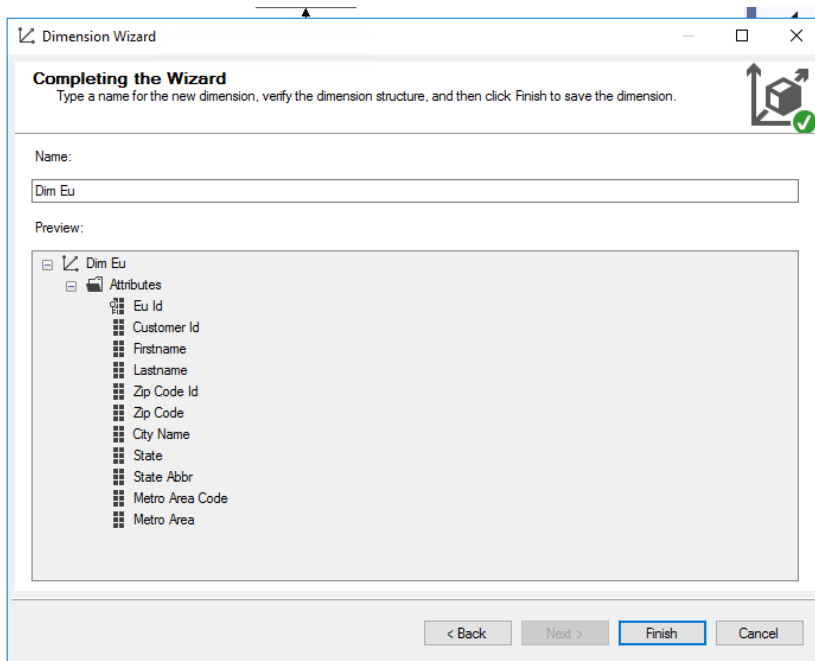 Dimension Wizard
Completing the Wizard
Type a name for the new dimension, verify the dimension structure, and then click Finish to save the dimension.
Name:
Dim Eu
Preview:
Dim Eu
Attributes
Eu Id
Customer Id
Firstname
Lastname
Zip Code Id
Zip Code
City Name
State
State Abbr
Metro Area Code
Metro Area
< Back Next > Finish Cancel